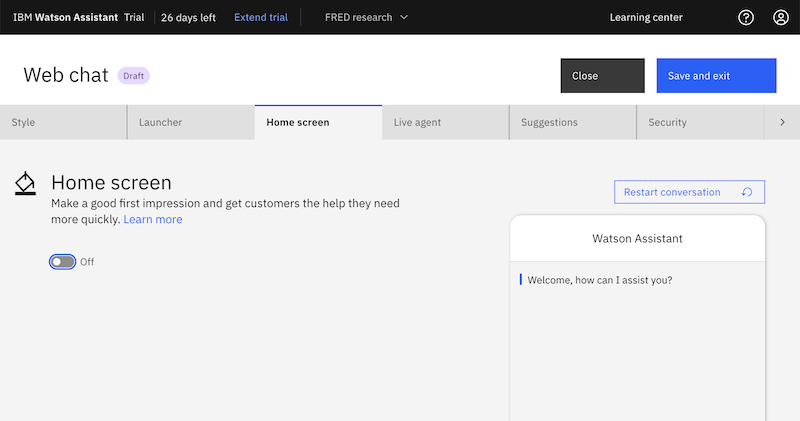 IBM Watson Assistant Trial 26 days left Extend trial FRED research Learning center
Web chat Draft Close Save and exit
Style Launcher Home screen Live agent Suggestions Security
Home screen
Make a good first impression and get customers the help they need
more quickly. Learn more
Off
Restart conversation
Watson Assistant
Welcome, how can I assist you?